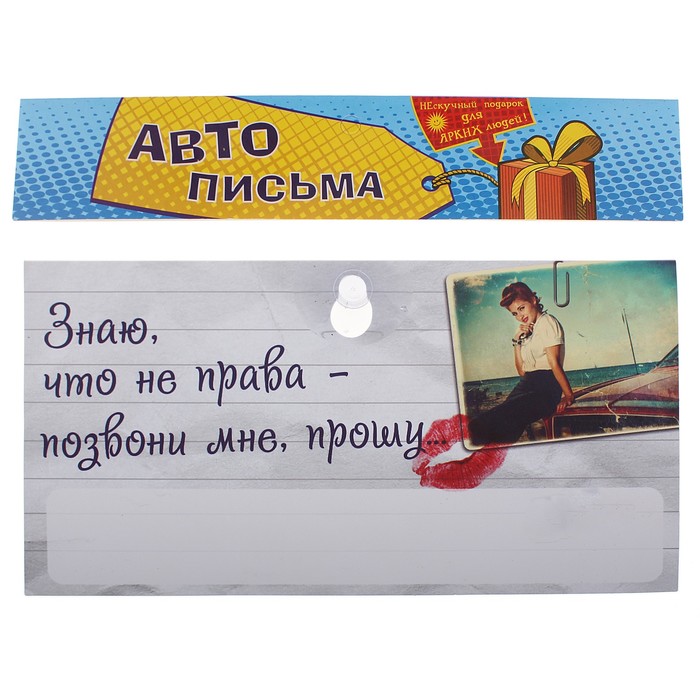 АВТО
ПИСЬМА
НЕскучный подарок
для
ЯРКИХ людей!
Знаю,
что не права –
позвони мне, прошу...